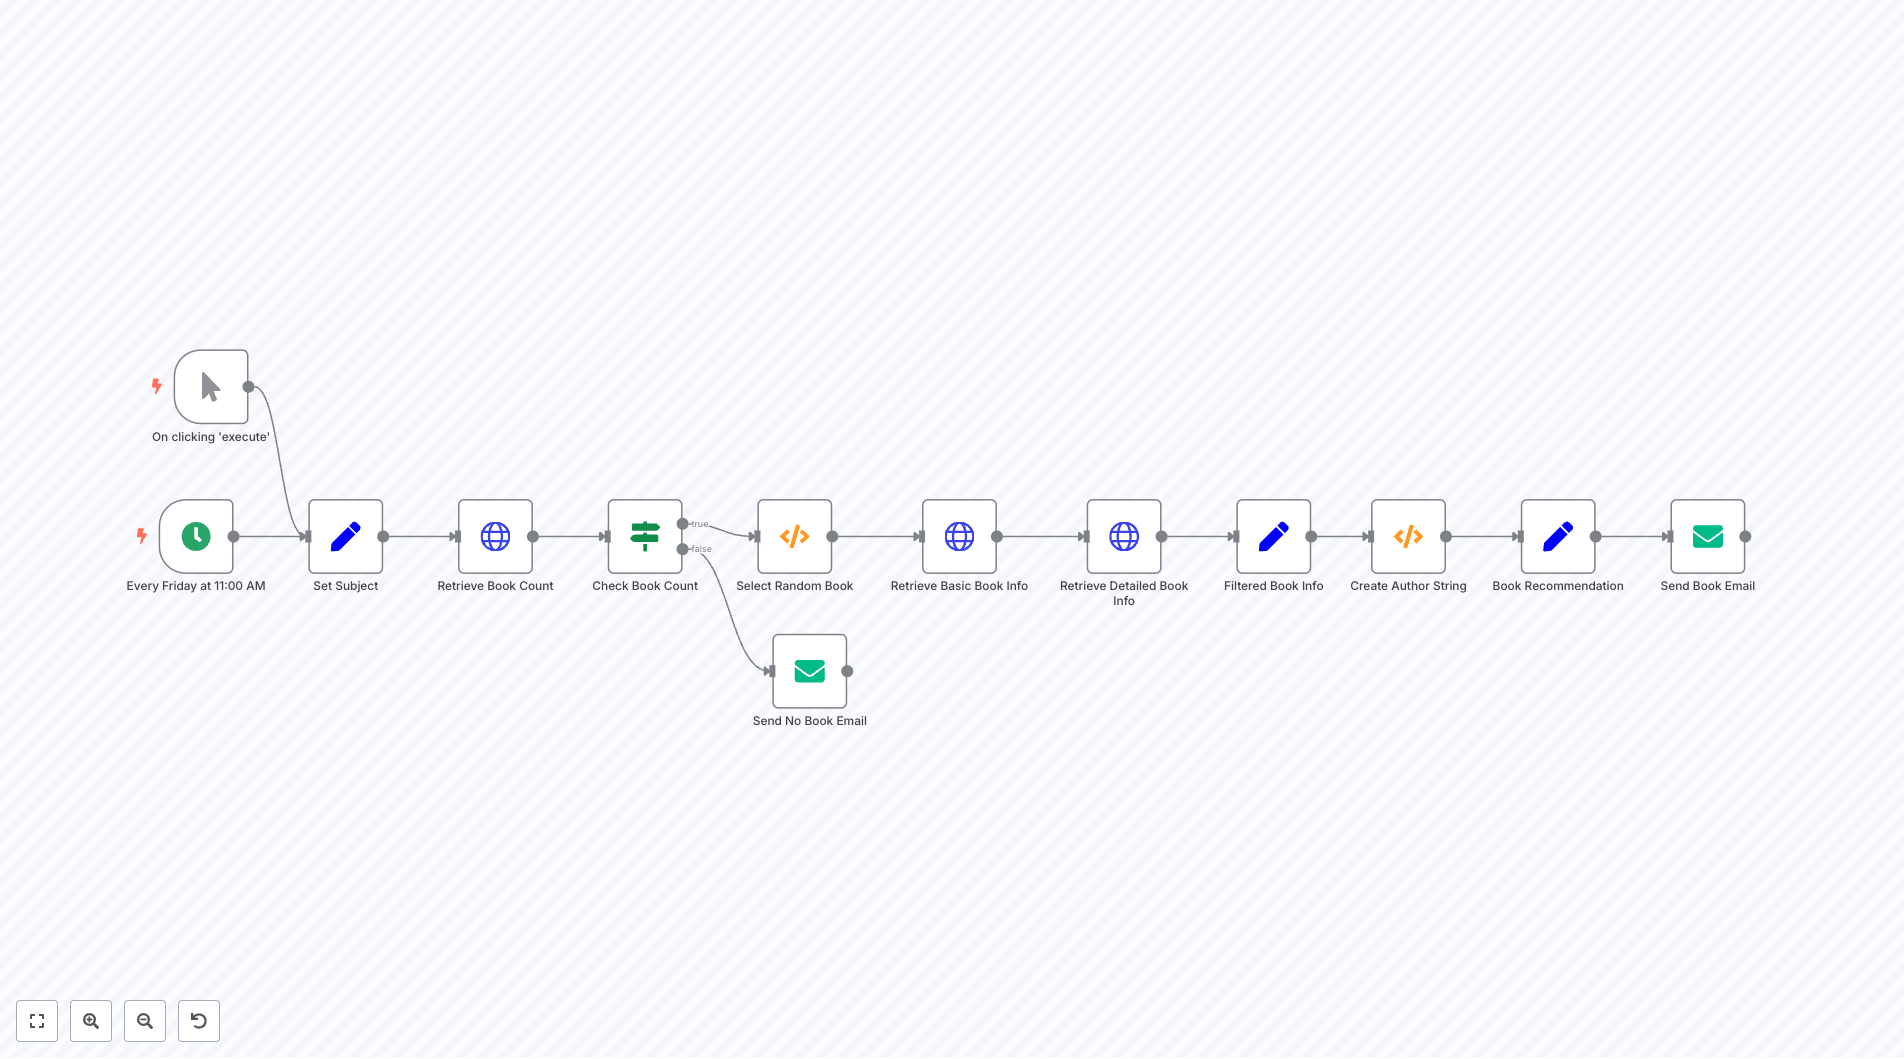 On clicking 'execute'
Every Friday at 11:00 AM
Set Subject
Retrieve Book Count
Check Book Count
true
false
Select Random Book
Retrieve Basic Book Info
Retrieve Detailed Book
Info
Filtered Book Info
Create Author String
Book Recommendation
Send Book Email
Send No Book Email